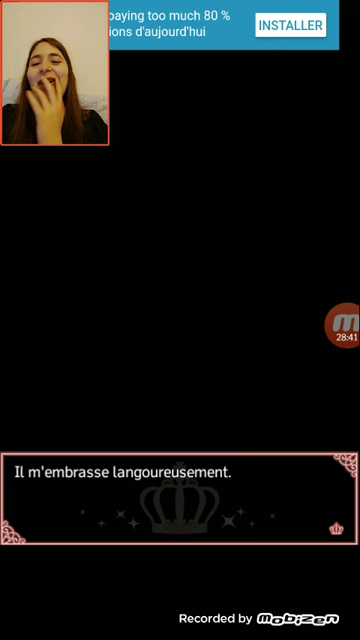 paying too much 80 %
ions d'aujourd'hui
INSTALLER
28:41
Il m'embrasse langoureusement.
Recorded by mobizen